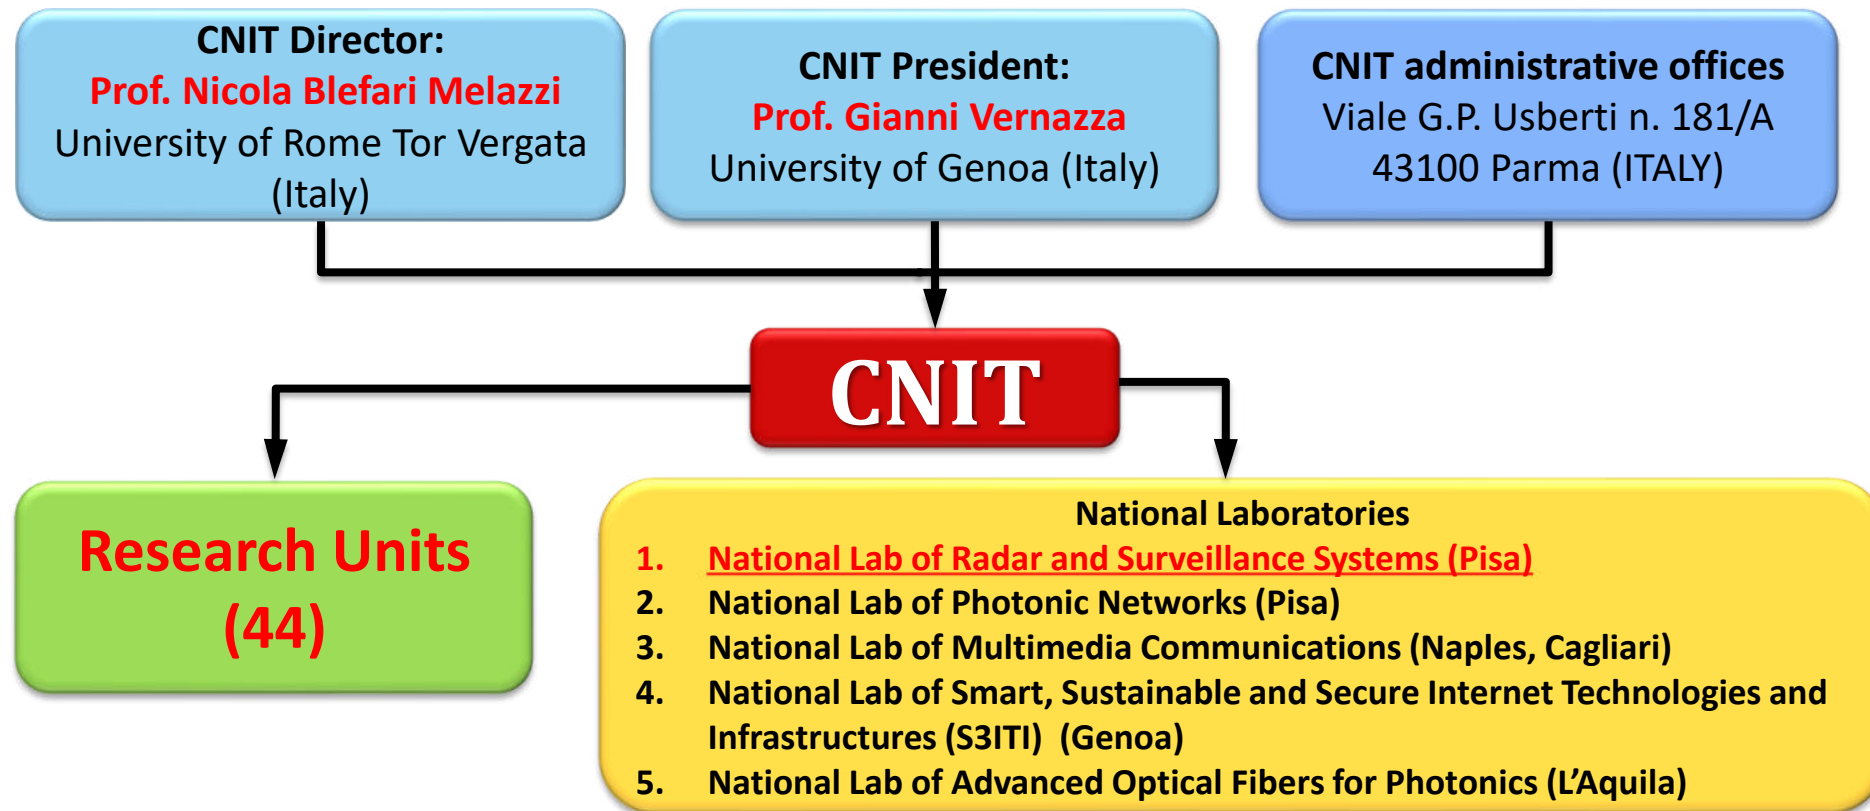 CNIT Director:
Prof. Nicola Blefari Melazzi
University of Rome Tor Vergata
(Italy)
CNIT President:
Prof. Gianni Vernazza
University of Genoa (Italy)
CNIT administrative offices
Viale G.P. Usberti n. 181/A
43100 Parma (ITALY)
CNIT
Research Units
(44)
National Laboratories
1. National Lab of Radar and Surveillance Systems (Pisa)
2. National Lab of Photonic Networks (Pisa)
3. National Lab of Multimedia Communications (Naples, Cagliari)
4. National Lab of Smart, Sustainable and Secure Internet Technologies and
Infrastructures (S3ITI) (Genoa)
5. National Lab of Advanced Optical Fibers for Photonics (L’Aquila)